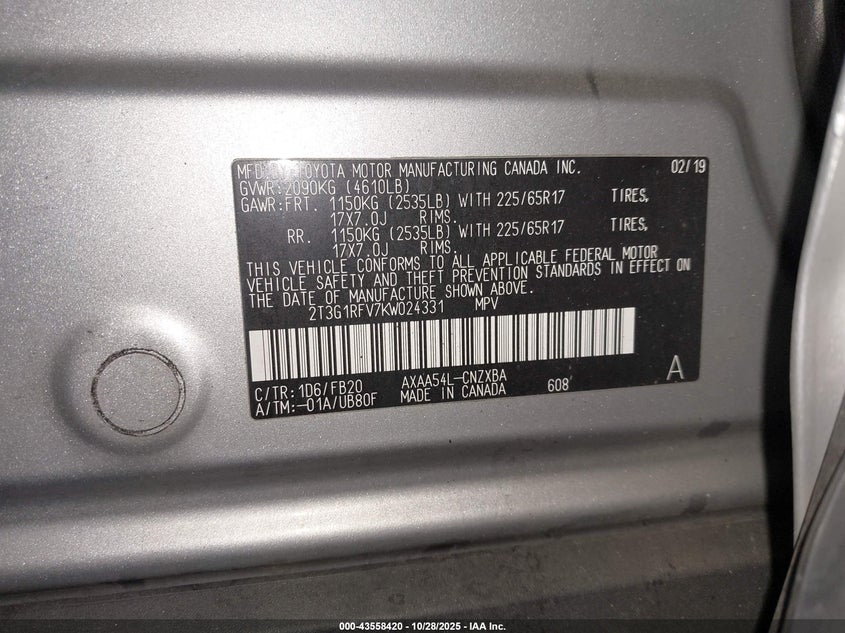 MFD. BY TOYOTA MOTOR MANUFACTURING CANADA INC. 02/19
GVWR:2090KG (4610LB)
GAWR:FRT. 1150KG (2535LB) WITH 225/65R17 TIRES,
17X7.0J RIMS.
RR. 1150KG (2535LB) WITH 225/65R17 TIRES,
17X7.0J RIMS.
THIS VEHICLE CONFORMS TO ALL APPLICABLE FEDERAL MOTOR
VEHICLE SAFETY AND THEFT PREVENTION STANDARDS IN EFFECT ON
THE DATE OF MANUFACTURE SHOWN ABOVE.
2T3G1RFV7KW024331 MPV
C/TR:1D6/FB20 AXAA54L-CNZXBA 608 A
A/TM:-01A/UB80F MADE IN CANADA
000-43558420 | 10/28/2025 - IAA Inc.